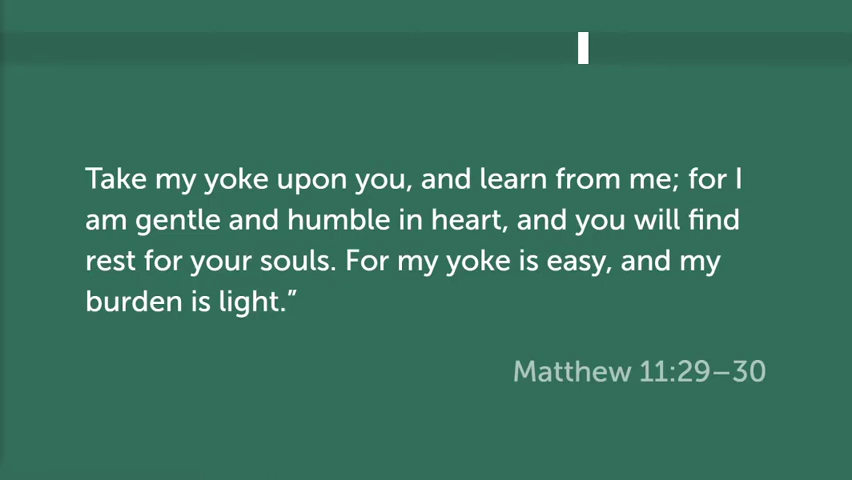 Take my yoke upon you, and learn from me; for I
am gentle and humble in heart, and you will find
rest for your souls. For my yoke is easy, and my
burden is light.”
Matthew 11:29–30